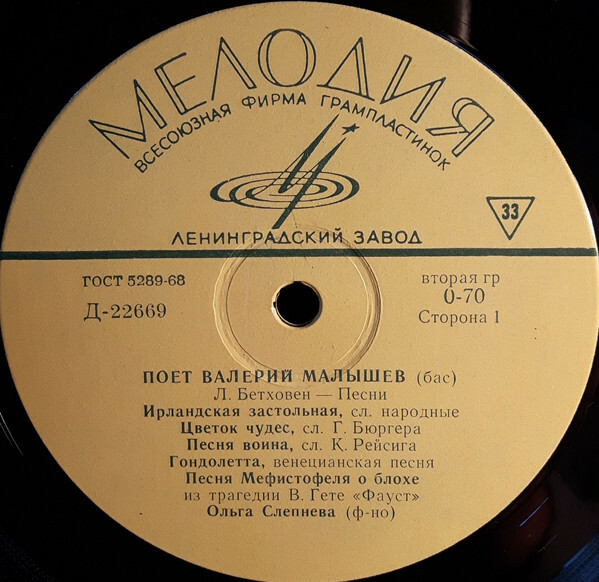 МЕЛОДИЯ
ВСЕСОЮЗНАЯ ФИРМА ГРАМПЛАСТИНОК
33
ЛЕНИНГРАДСКИЙ ЗАВОД
ГОСТ 5289-68
Д-22669
вторая гр
0-70
Сторона 1
ПОЕТ ВАЛЕРИЙ МАЛЫШЕВ (бас)
Л. Бетховен — Песни
Ирландская застольная, сл. народные
Цветок чудес, сл. Г. Бюргера
Песня воина, сл. К. Рейсига
Гондолетта, венецианская песня
Песня Мефистофеля о блохе
из трагедии В. Гете «Фауст»
Ольга Слепнева (ф-но)